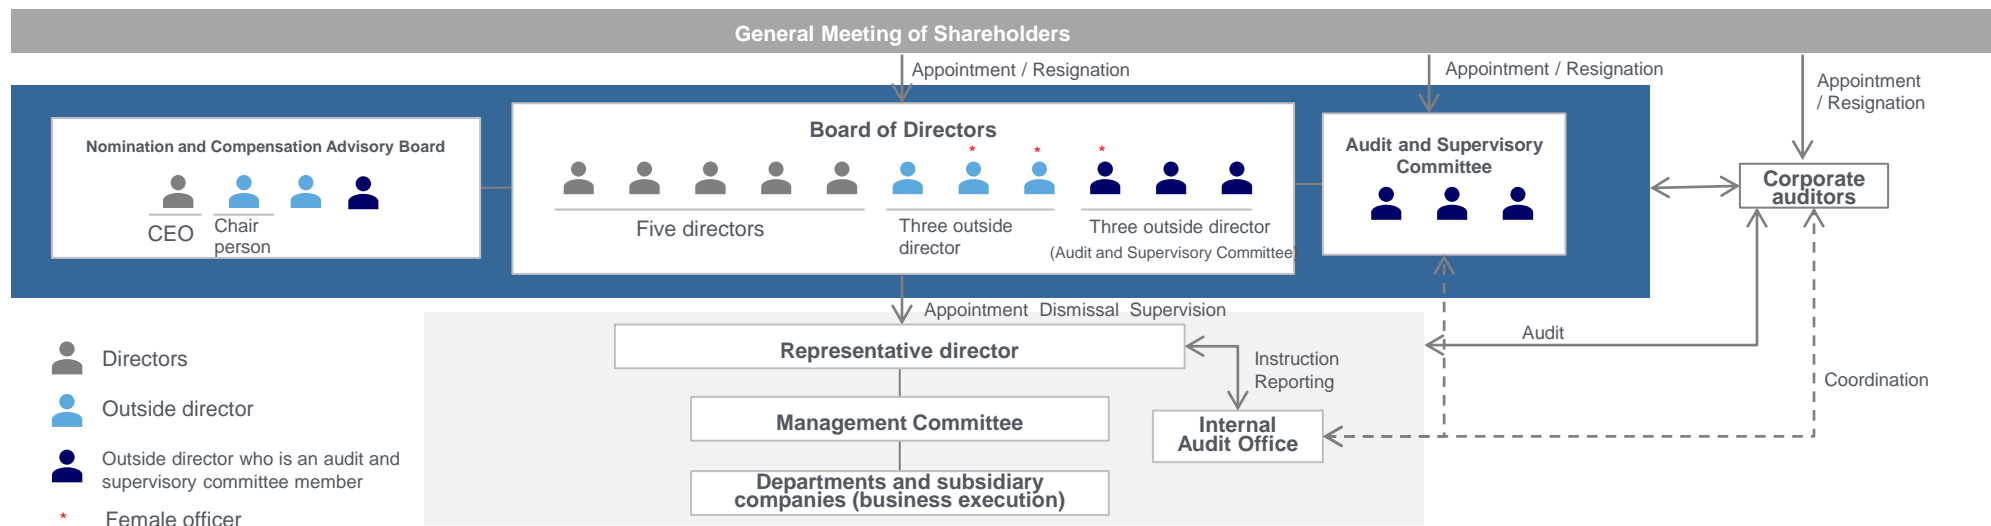 General Meeting of Shareholders
Appointment / Resignation
Appointment / Resignation
Appointment
/ Resignation
Nomination and Compensation Advisory Board
CEO
Chair
person
Board of Directors
*
*
*
Five directors
Three outside
director
Three outside director
(Audit and Supervisory Committee)
Audit and Supervisory
Committee
Corporate
auditors
Appointment Dismissal Supervision
Representative director
Instruction
Reporting
Audit
Coordination
Management Committee
Internal
Audit Office
Departments and subsidiary
companies (business execution)
Directors
Outside director
Outside director who is an audit and
supervisory committee member
* Female officer